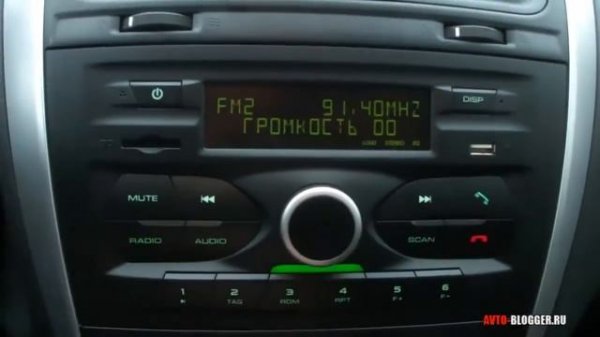 DISP
FM2 91.40MHZ
ГРОМКОСТЬ 00
MUTE
RADIO AUDIO SCAN
1 2 3 4 5 6
TAG RDM RPT F+ F-
AVTO-BLOGGER.RU